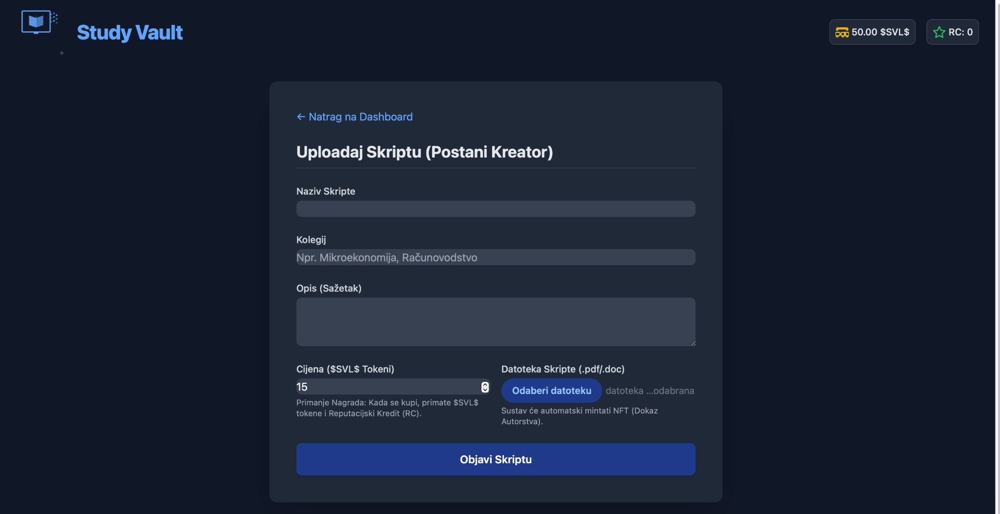 Study Vault
50.00 $SVL$
RC: 0
← Natrag na Dashboard
Uploadaj Skriptu (Postani Kreator)
Naziv Skripte
Kolegij
Npr. Mikroekonomija, Računovodstvo
Opis (Sažetak)
Cijena ($SVL$ Tokeni)
15
Primanje Nagrada: Kada se kupi, primate $SVL$
tokene i Reputacijski Kredit (RC).
Datoteka Skripte (.pdf/.doc)
Odaberi datoteku datoteka ...odabrana
Sustav će automatski mintati NFT (Dokaz
Autorstva).
Objavi Skriptu